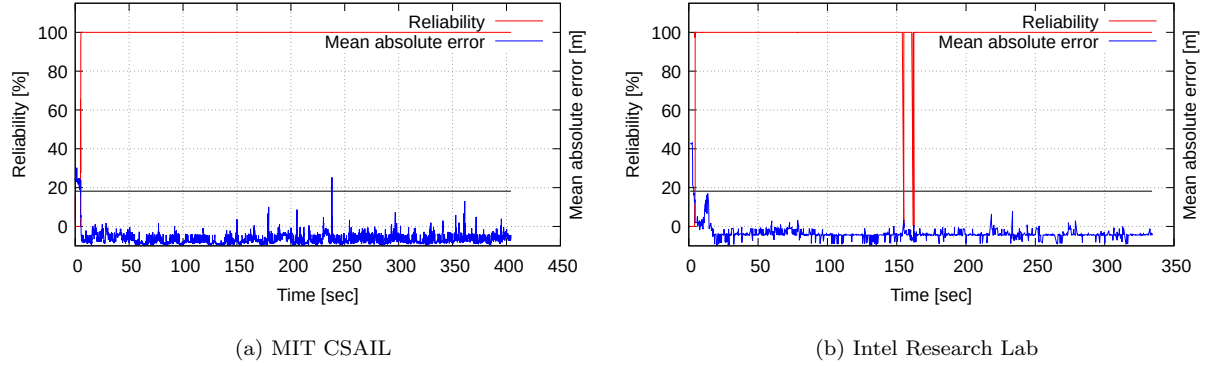 Reliability
Mean absolute error
100
80
60
40
20
0
Reliability [%]
Mean absolute error [m]
0 50 100 150 200 250 300 350 400 450
Time [sec]
(a) MIT CSAIL
Reliability
Mean absolute error
100
80
60
40
20
0
Reliability [%]
Mean absolute error [m]
0 50 100 150 200 250 300 350
Time [sec]
(b) Intel Research Lab